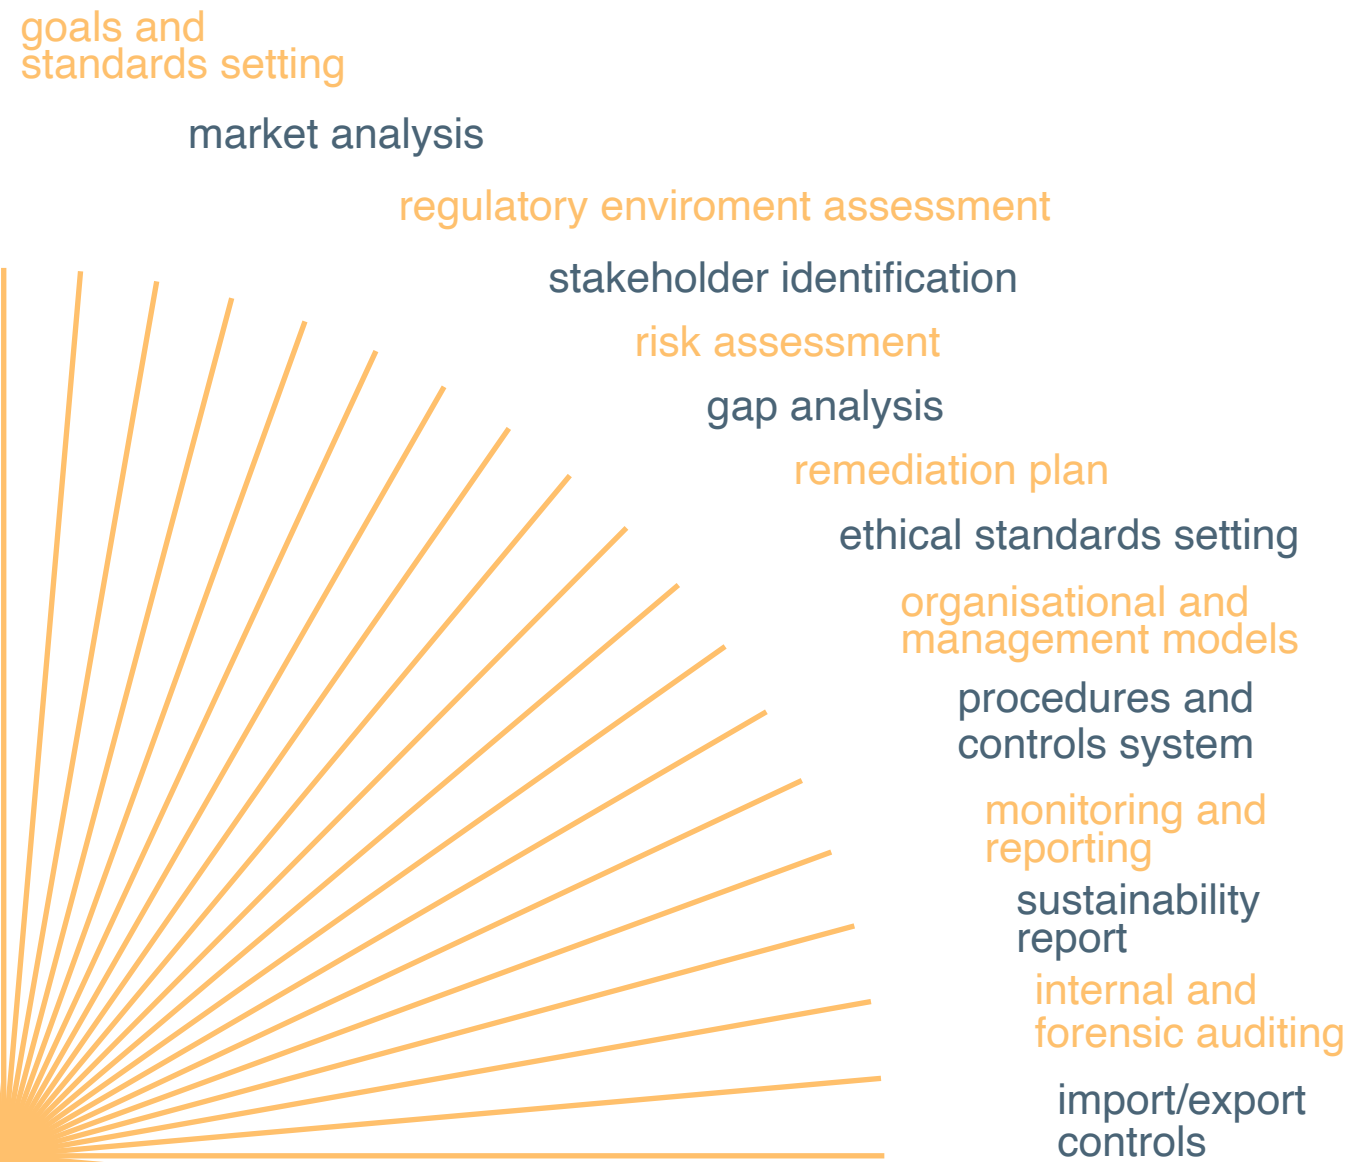 goals and
standards setting
market analysis
regulatory enviroment assessment
stakeholder identification
risk assessment
gap analysis
remediation plan
ethical standards setting
organisational and
management models
procedures and
controls system
monitoring and
reporting
sustainability
report
internal and
forensic auditing
import/export
controls